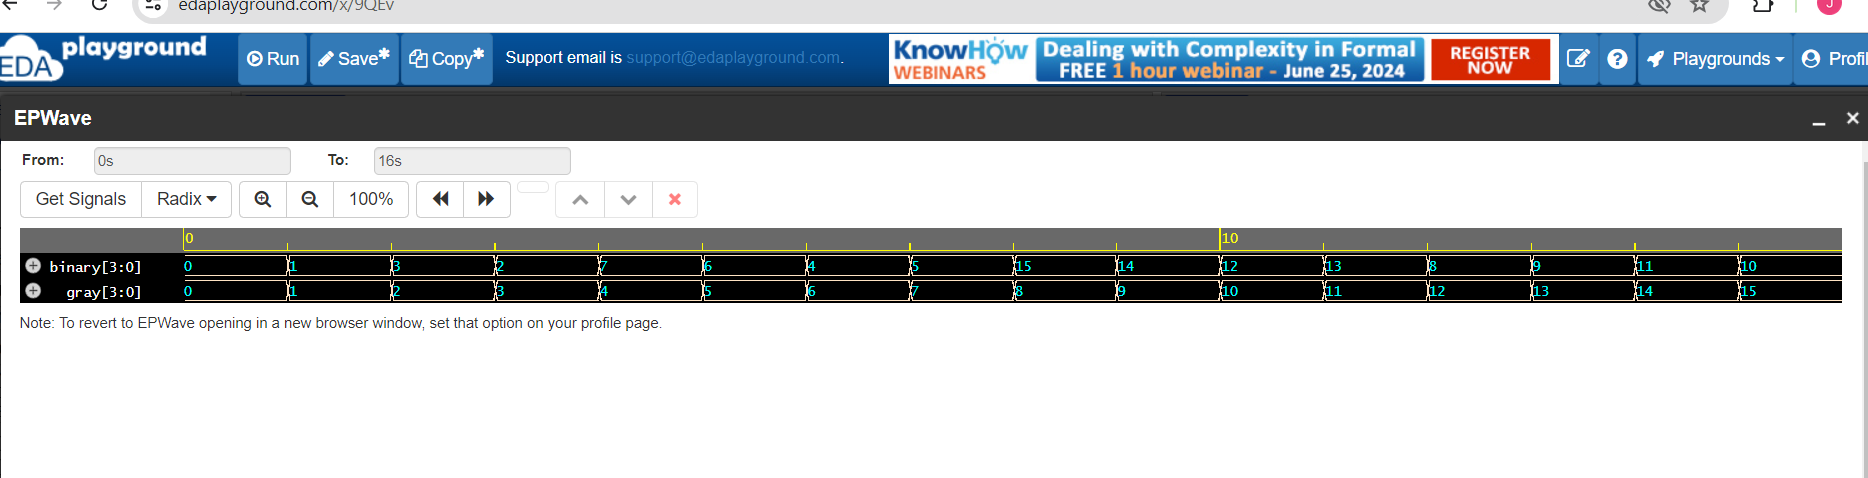 edaplayground.com/x/9QEv
J
EDA playground
Run
Save*
Copy*
Support email is support@edaplayground.com.
KnowHow WEBINARS
Dealing with Complexity in Formal
FREE 1 hour webinar - June 25, 2024
REGISTER NOW
Playgrounds
Profil
EPWave
From: 0s To: 16s
Get Signals Radix 100%
0 10
binary[3:0] 0 1 3 2 7 6 4 5 15 14 12 13 8 9 11 10
gray[3:0] 0 1 2 3 4 5 6 7 8 9 10 11 12 13 14 15
Note: To revert to EPWave opening in a new browser window, set that option on your profile page.